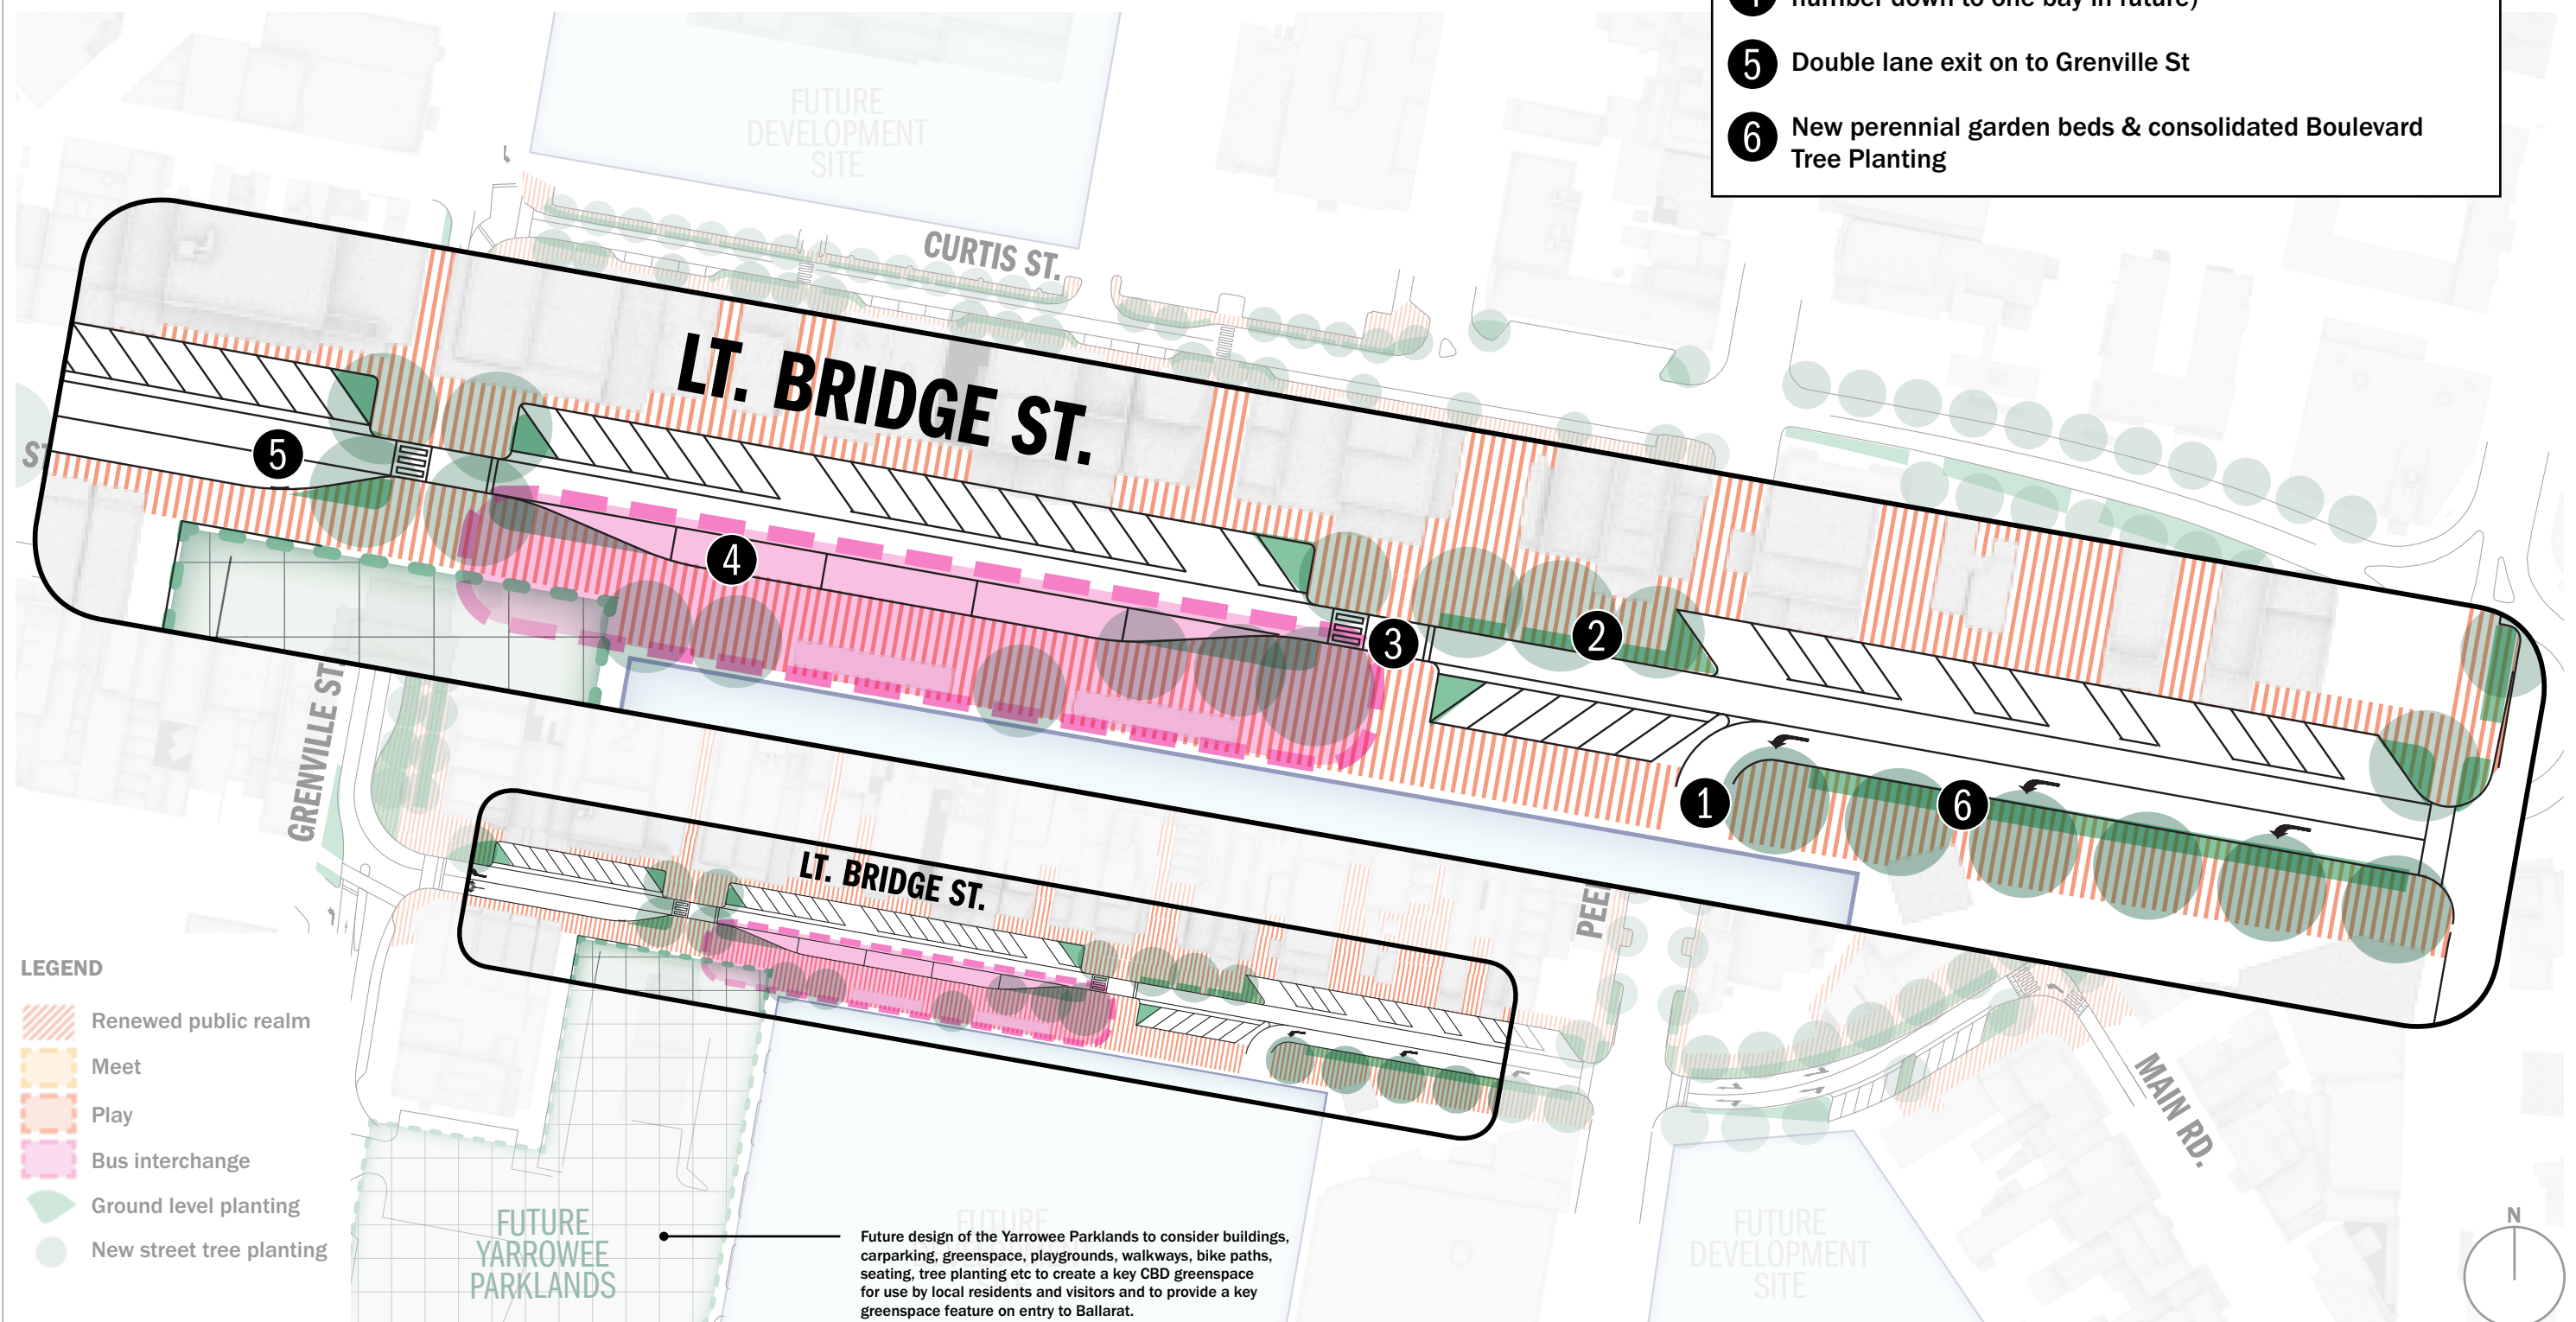 number down to one bay in future)
5
Double lane exit on to Grenville St
6
New perennial garden beds & consolidated Boulevard
Tree Planting
FUTURE
DEVELOPMENT
SITE
CURTIS ST.
LT. BRIDGE ST.
5
4
3
2
1
6
GRENVILLE ST.
LT. BRIDGE ST.
PEE
MAIN RD.
LEGEND
Renewed public realm
Meet
Play
Bus interchange
Ground level planting
New street tree planting
FUTURE
YARROWEE
PARKLANDS
FUTURE
Future design of the Yarrowee Parklands to consider buildings,
carparking, greenspace, playgrounds, walkways, bike paths,
seating, tree planting etc to create a key CBD greenspace
for use by local residents and visitors and to provide a key
greenspace feature on entry to Ballarat.
FUTURE
DEVELOPMENT
SITE
N